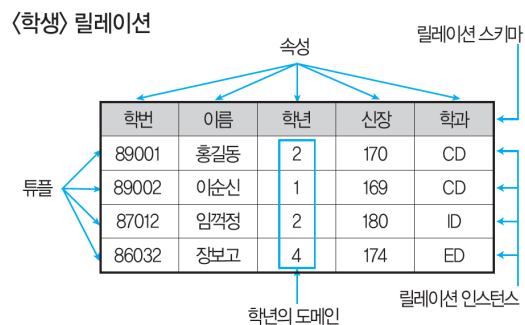 〈학생〉 릴레이션
릴레이션 스키마
속성
학번 이름 학년 신장 학과
89001 홍길동 2 170 CD
89002 이순신 1 169 CD
튜플
87012 임꺽정 2 180 ID
86032 장보고 4 174 ED
릴레이션 인스턴스
학년의 도메인